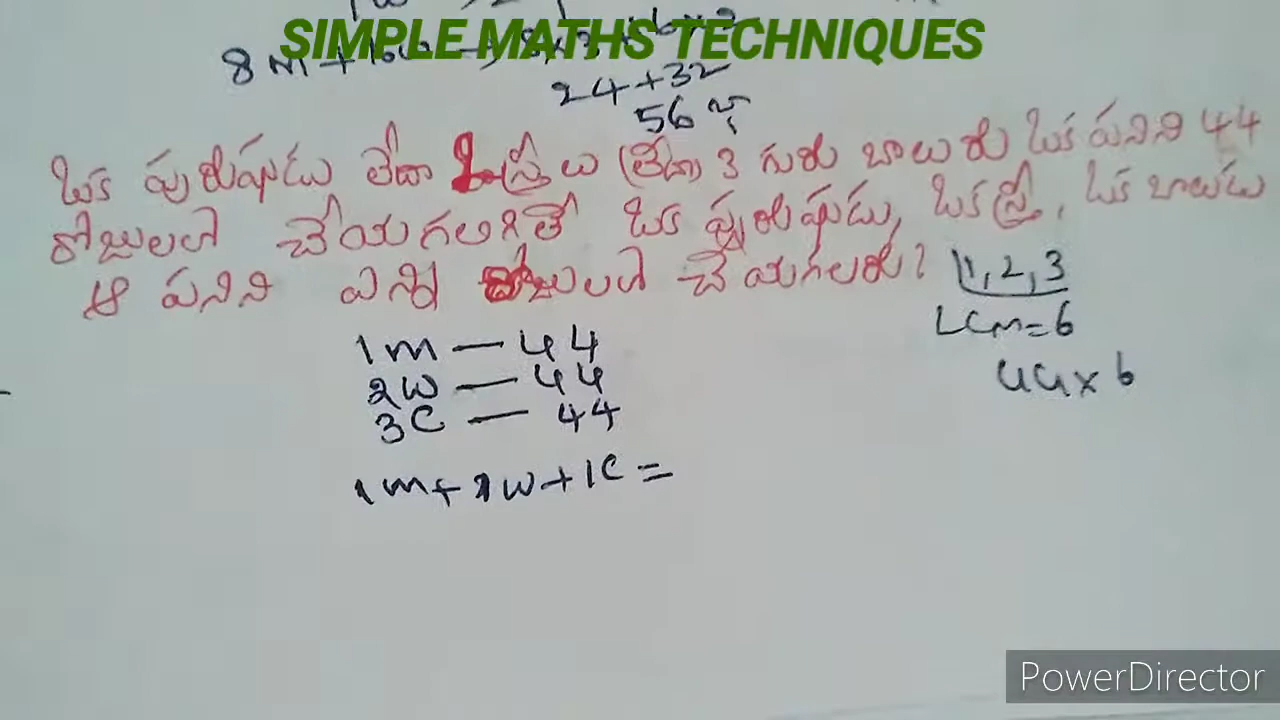 SIMPLE MATHS TECHNIQUES
24+32
56
ఒక పురుషుడు లేదా 2 స్త్రీలు (లేదా) 3 గురు బాలురు ఒక పనిని 44
రోజులలో చేయగలిగితే ఒక పురుషుడు, ఒక స్త్రీ, ఒక బాలుడు
ఆ పనిని ఎన్ని రోజులలో చేయగలరు?
1, 2, 3
LCM=6
44×6
1M — 44
2W — 44
3C — 44
1M+1W+1C=
PowerDirector